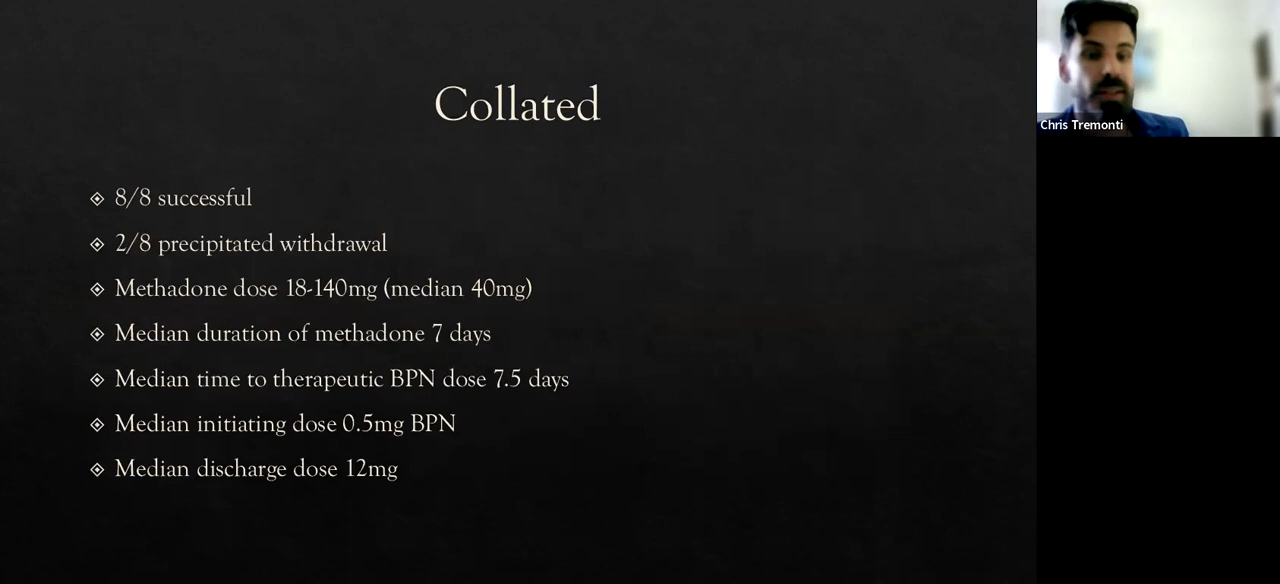 Collated
8/8 successful
2/8 precipitated withdrawal
Methadone dose 18-140mg (median 40mg)
Median duration of methadone 7 days
Median time to therapeutic BPN dose 7.5 days
Median initiating dose 0.5mg BPN
Median discharge dose 12mg
Chris Tremonti